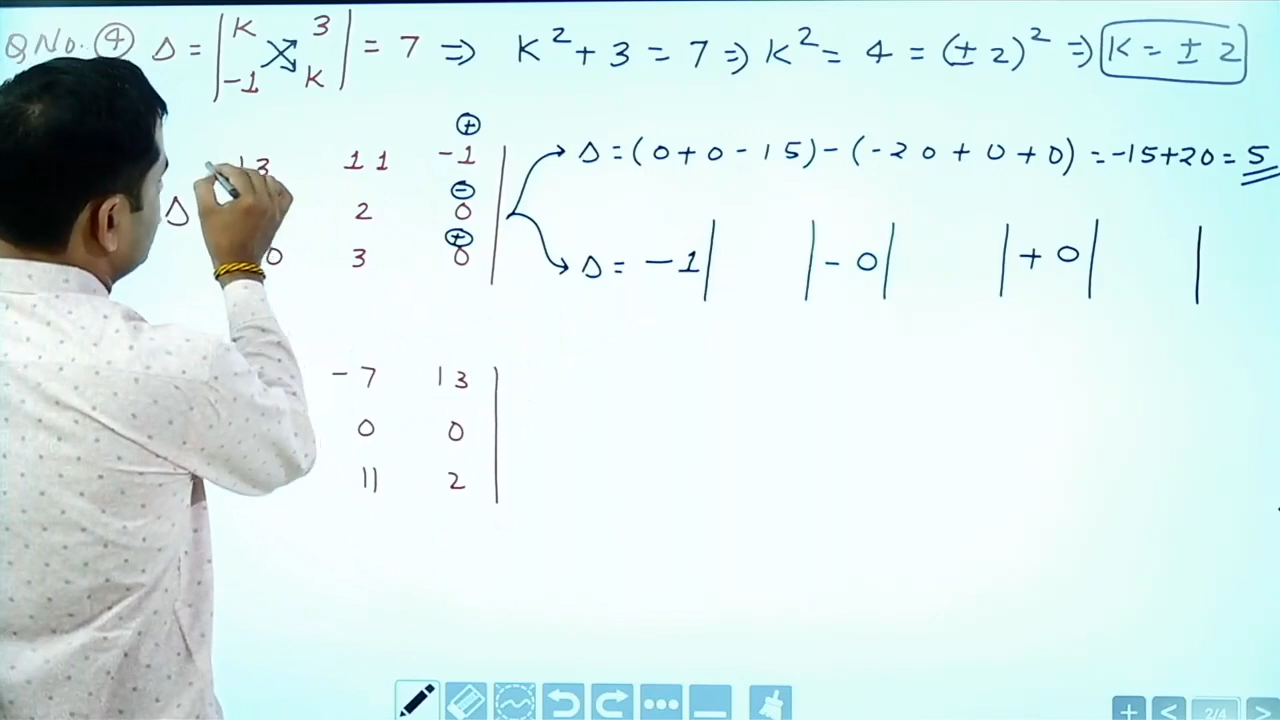 Q No. ④ Δ = | K 3 | = 7 ⇒ K² + 3 = 7 ⇒ K² = 4 = (± 2)² ⇒ K = ± 2
-1 K
⊕
13 11 -1 | Δ = (0 + 0 - 15) - (-20 + 0 + 0) = -15 + 20 = 5
⊖
Δ 2 0
⊕
0 3 0 | Δ = -1 | | - 0 | | + 0 | |
-7 13
0 0
11 2
2/4